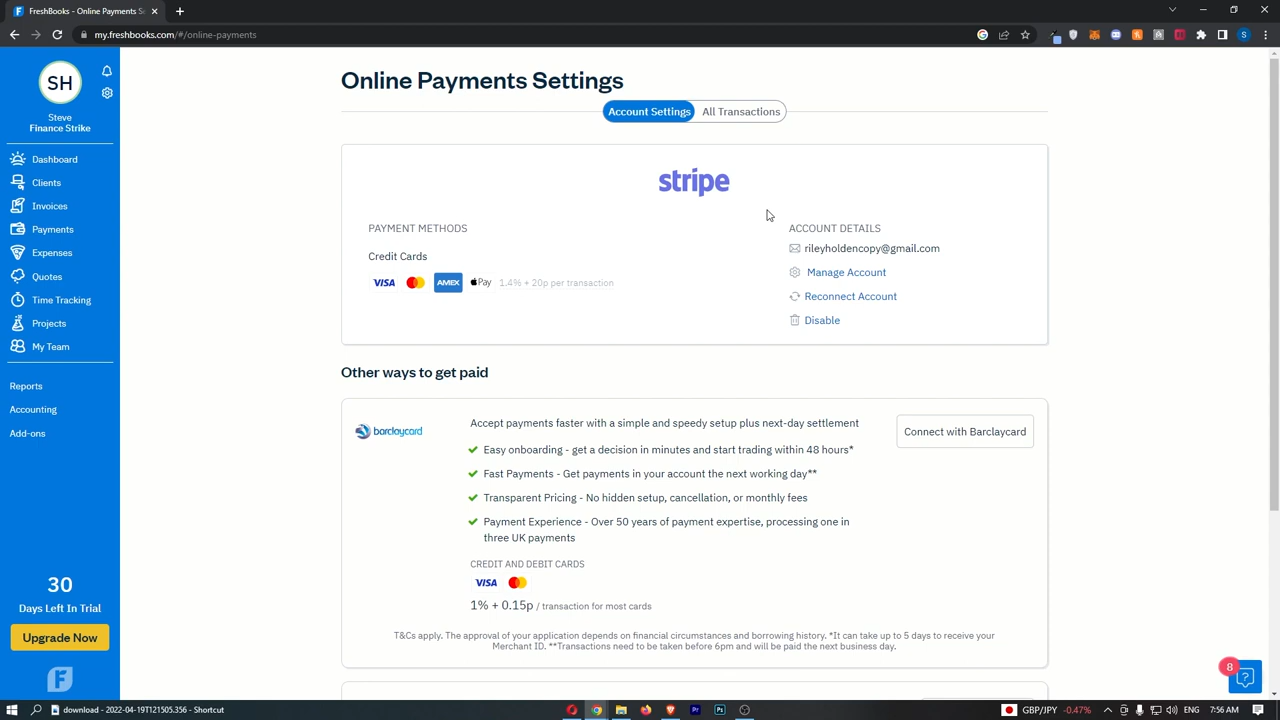 FreshBooks - Online Payments Se
my.freshbooks.com/#/online-payments
S
SH
Steve
Finance Strike
Dashboard
Clients
Invoices
Payments
Expenses
Quotes
Time Tracking
Projects
My Team
Reports
Accounting
Add-ons
30
Days Left In Trial
Upgrade Now
Online Payments Settings
Account Settings
All Transactions
stripe
PAYMENT METHODS
Credit Cards
VISA
AMEX
Pay
1.4% + 20p per transaction
ACCOUNT DETAILS
rileyholdencopy@gmail.com
Manage Account
Reconnect Account
Disable
Other ways to get paid
barclaycard
Accept payments faster with a simple and speedy setup plus next-day settlement
Connect with Barclaycard
Easy onboarding - get a decision in minutes and start trading within 48 hours*
Fast Payments - Get payments in your account the next working day**
Transparent Pricing - No hidden setup, cancellation, or monthly fees
Payment Experience - Over 50 years of payment expertise, processing one in
three UK payments
CREDIT AND DEBIT CARDS
VISA
1% + 0.15p / transaction for most cards
T&Cs apply. The approval of your application depends on financial circumstances and borrowing history. *It can take up to 5 days to receive your
Merchant ID. **Transactions need to be taken before 6pm and will be paid the next business day.
8
download - 2022-04-19T121505.356 - Shortcut
Pr
Ps
GBP/JPY -0.47%
ENG
7:56 AM